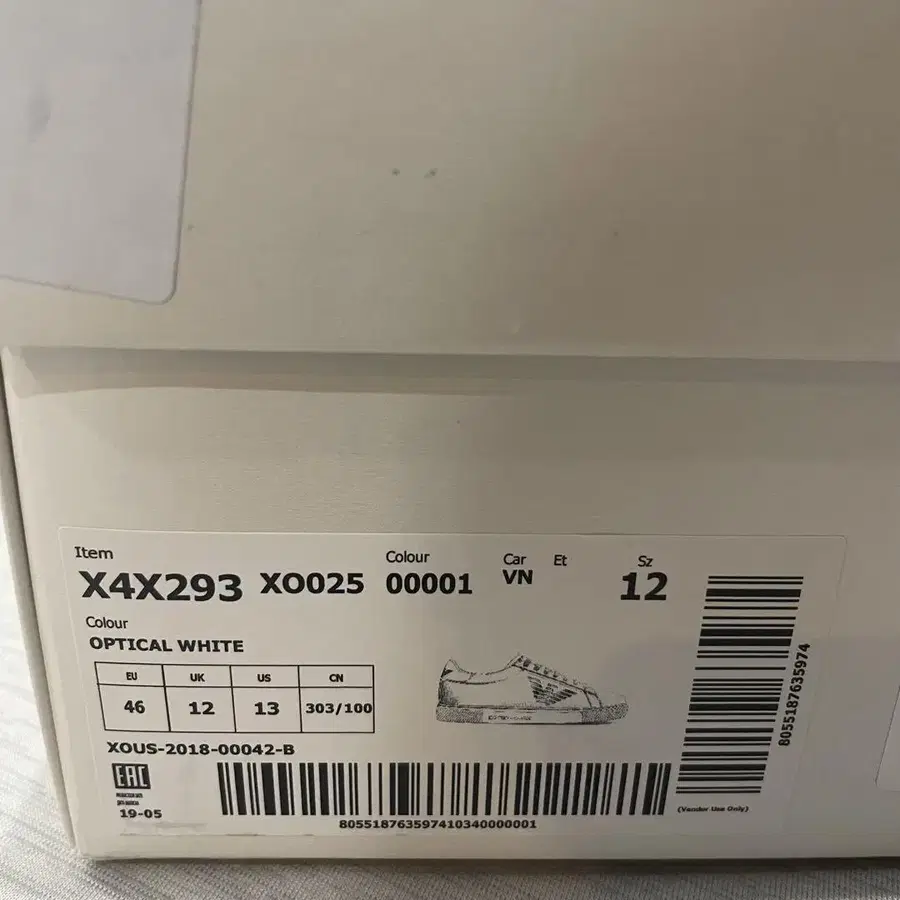 Item Colour Car Et Sz
X4X293 XO025 00001 VN 12
Colour
OPTICAL WHITE
EU UK US CN
46 12 13 303/100
XOUS-2018-00042-B
EAC
19-05
805518763597410340000001
8055187635974
(Vendor Use Only)